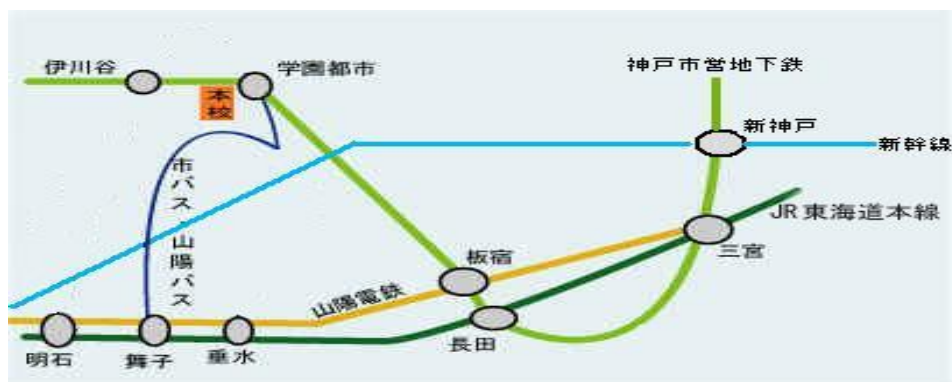 伊川谷
学園都市
神戸市営地下鉄
本校
新神戸
新幹線
市バス・山陽バス
JR東海道本線
三宮
板宿
山陽電鉄
長田
明石
舞子
垂水